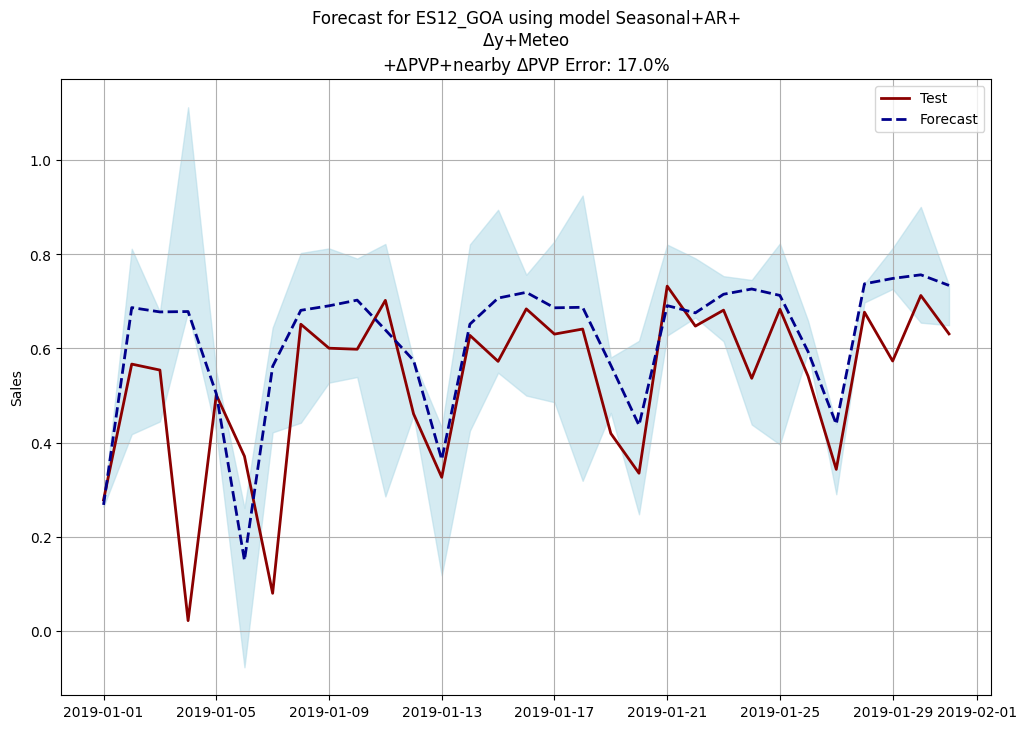 Forecast for ES12_GOA using model Seasonal+AR+
Δy+Meteo
+ΔPVP+nearby ΔPVP Error: 17.0%
Test
Forecast
Sales
1.0
0.8
0.6
0.4
0.2
0.0
2019-01-01
2019-01-05
2019-01-09
2019-01-13
2019-01-17
2019-01-21
2019-01-25
2019-01-29
2019-02-01